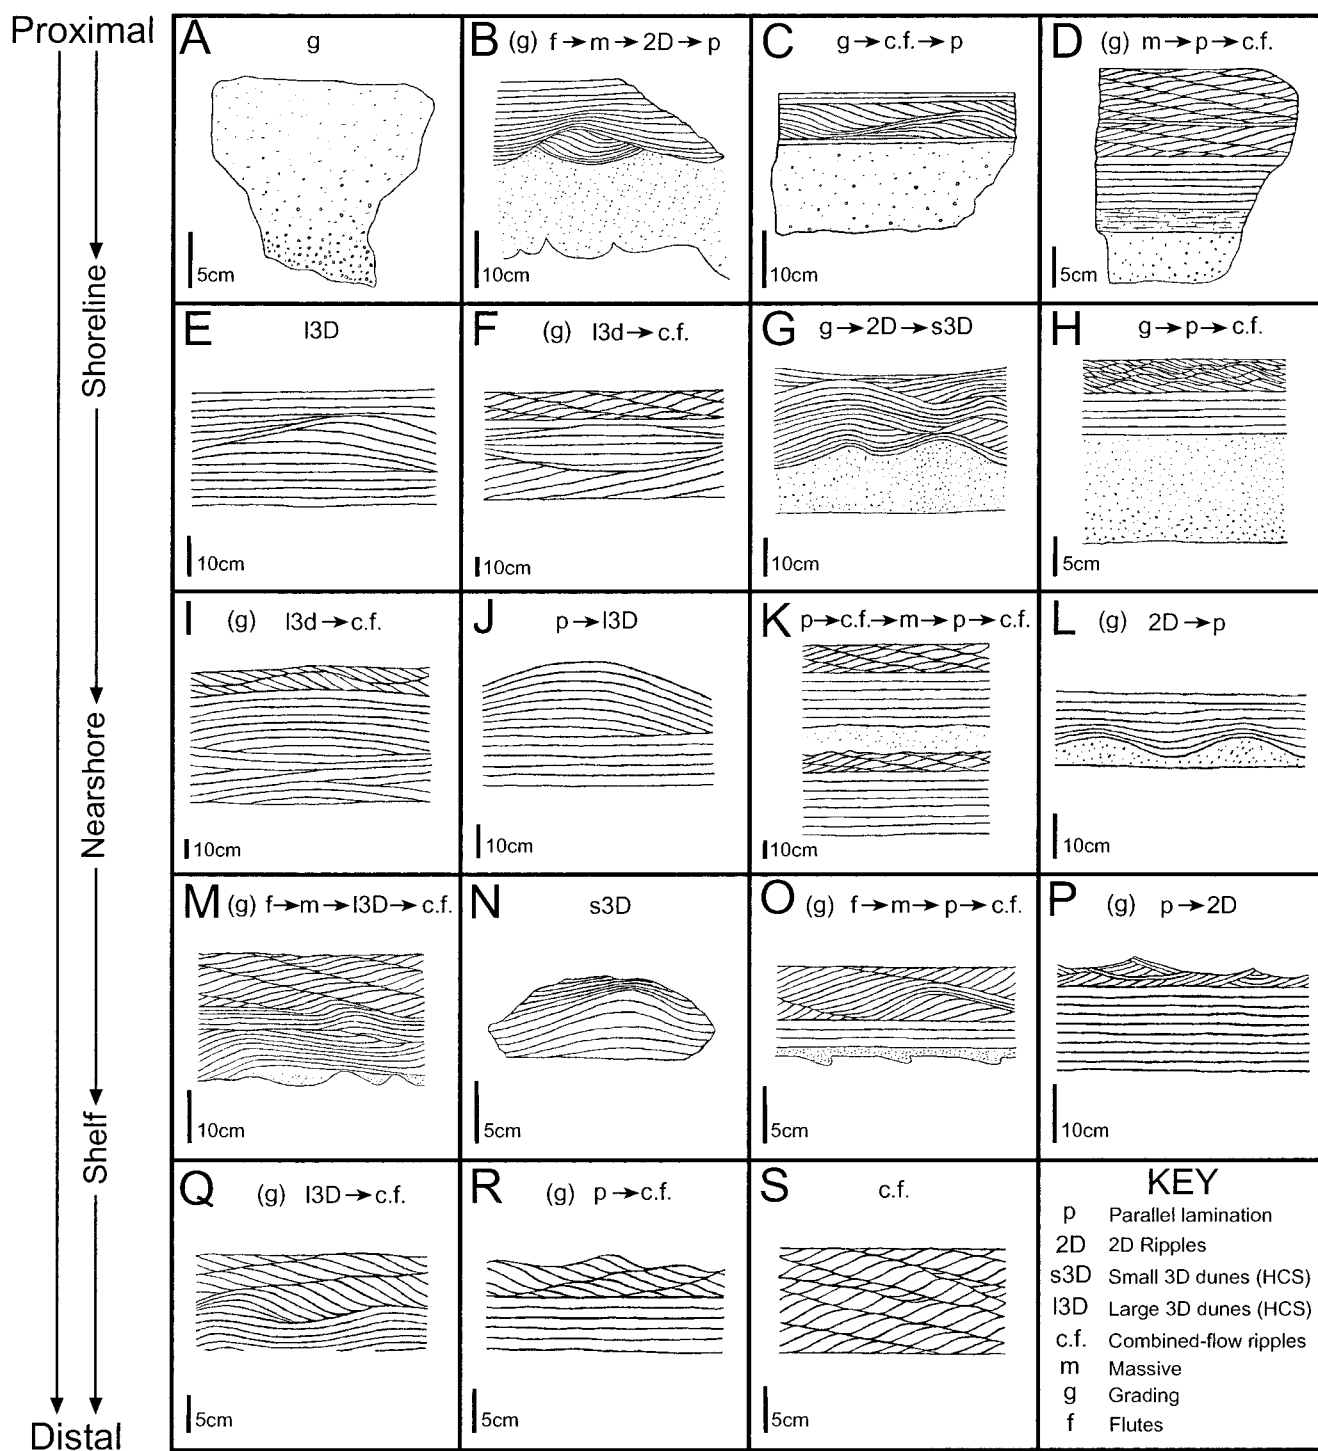 Proximal
Shoreline
Nearshore
Shelf
Distal
A g
5cm
B (g) f→m→2D→p
10cm
C g→c.f.→p
10cm
D (g) m→p→c.f.
5cm
E l3D
10cm
F (g) l3d→c.f.
10cm
G g→2D→s3D
10cm
H g→p→c.f.
5cm
I (g) l3d→c.f.
10cm
J p→l3D
10cm
K p→c.f.→m→p→c.f.
10cm
L (g) 2D→p
10cm
M (g) f→m→l3D→c.f.
10cm
N s3D
5cm
O (g) f→m→p→c.f.
5cm
P (g) p→2D
10cm
Q (g) l3D→c.f.
5cm
R (g) p→c.f.
5cm
S c.f.
5cm
KEY
p Parallel lamination
2D 2D Ripples
s3D Small 3D dunes (HCS)
l3D Large 3D dunes (HCS)
c.f. Combined-flow ripples
m Massive
g Grading
f Flutes